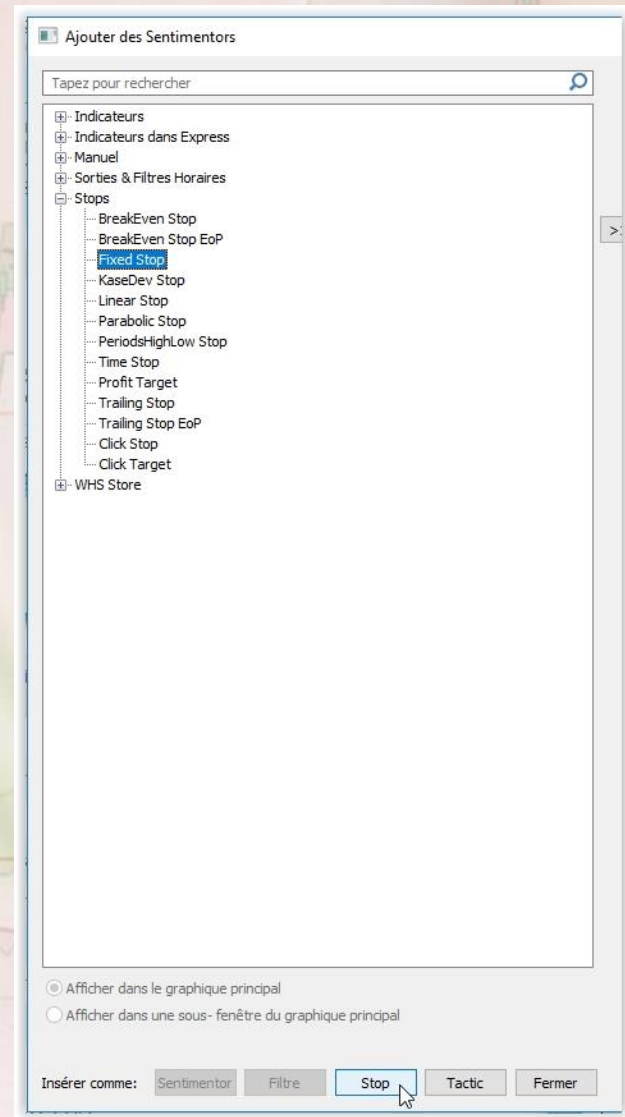 Ajouter des Sentimentors
Tapez pour rechercher
Indicateurs
Indicateurs dans Express
Manuel
Sorties & Filtres Horaires
Stops
BreakEven Stop
BreakEven Stop EoP
Fixed Stop
KaseDev Stop
Linear Stop
Parabolic Stop
PeriodsHighLow Stop
Time Stop
Profit Target
Trailing Stop
Trailing Stop EoP
Click Stop
Click Target
WHS Store
Afficher dans le graphique principal
Afficher dans une sous- fenêtre du graphique principal
Insérer comme: Sentimentor Filtre Stop Tactic Fermer